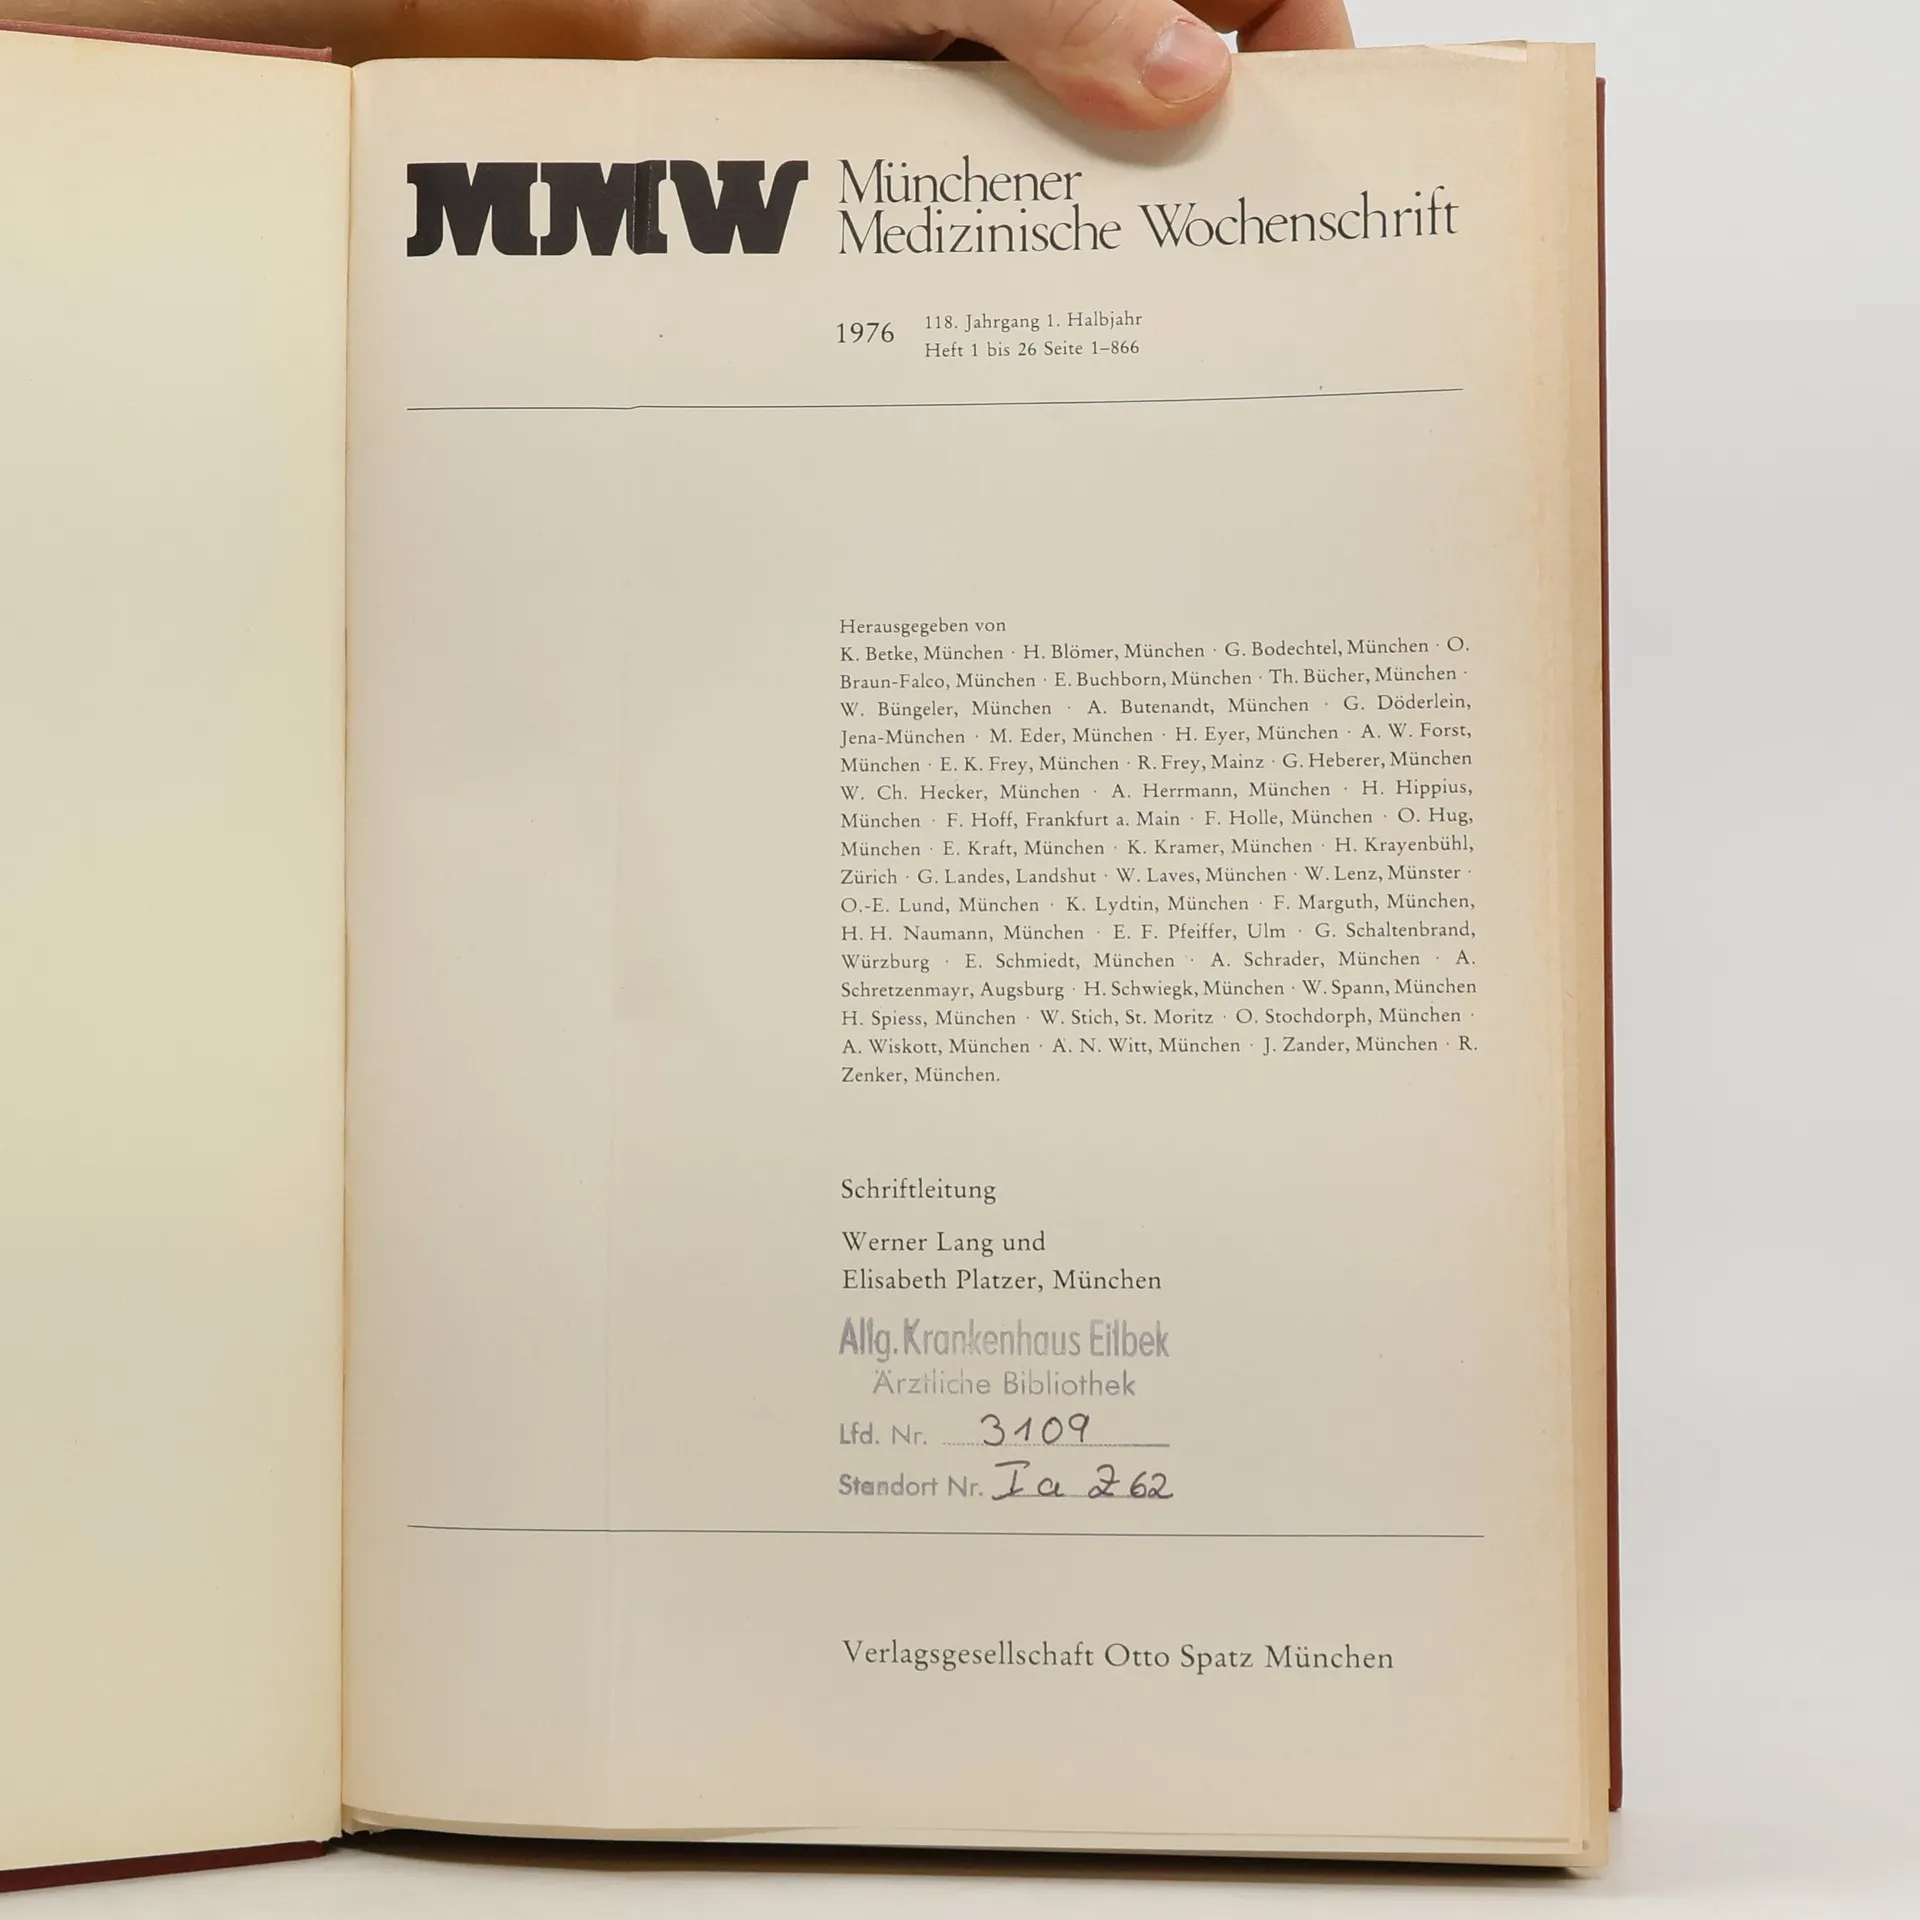 MMW Münchener
Medizinische Wochenschrift
1976 118. Jahrgang 1. Halbjahr
Heft 1 bis 26 Seite 1–866
Herausgegeben von
K. Betke, München · H. Blömer, München · G. Bodechtel, München · O.
Braun-Falco, München · E. Buchborn, München · Th. Bücher, München ·
W. Büngeler, München · A. Butenandt, München · G. Döderlein,
Jena-München · M. Eder, München · H. Eyer, München · A. W. Forst,
München · E. K. Frey, München · R. Frey, Mainz · G. Heberer, München
W. Ch. Hecker, München · A. Herrmann, München · H. Hippius,
München · F. Hoff, Frankfurt a. Main · F. Holle, München · O. Hug,
München · E. Kraft, München · K. Kramer, München · H. Krayenbühl,
Zürich · G. Landes, Landshut · W. Laves, München · W. Lenz, Münster ·
O.-E. Lund, München · K. Lydtin, München · F. Marguth, München,
H. H. Naumann, München · E. F. Pfeiffer, Ulm · G. Schaltenbrand,
Würzburg · E. Schmiedt, München · A. Schrader, München · A.
Schretzenmayr, Augsburg · H. Schwiegk, München · W. Spann, München
H. Spiess, München · W. Stich, St. Moritz · O. Stochdorph, München ·
A. Wiskott, München · A. N. Witt, München · J. Zander, München · R.
Zenker, München.
Schriftleitung
Werner Lang und
Elisabeth Platzer, München
Allg. Krankenhaus Eilbek
Ärztliche Bibliothek
Lfd. Nr. 3109
Standort Nr. I a Z 62
Verlagsgesellschaft Otto Spatz München